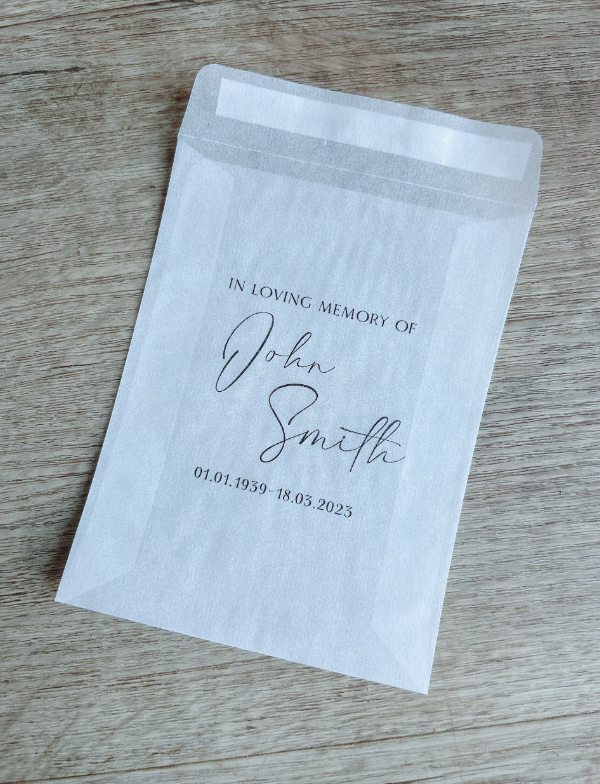 IN LOVING MEMORY OF
John
Smith
01.01.1939-18.03.2023